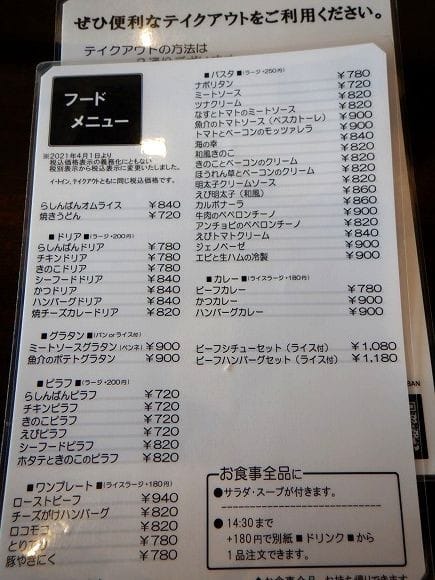 ぜひ便利なテイクアウトをご利用ください。
テイクアウトの方法は
フード
メニュー
※2021年4月1日より
税込価格表示の義務化にともない
税別表示から税込表示に変更いたしました。
イートイン、テイクアウトともに同じ税込価格です。
らしんばんオムライス ￥840
焼きうどん ￥720
■ドリア■(ラージ・200円)
らしんばんドリア ￥780
チキンドリア ￥780
きのこドリア ￥780
シーフードドリア ￥840
かつドリア ￥840
ハンバーグドリア ￥840
焼チーズカレードリア ￥820
■グラタン■(パンorライス付)
ミートソースグラタン(ペンネ) ￥900
魚介のポテトグラタン ￥900
■ピラフ■(ラージ・200円)
らしんばんピラフ ￥720
チキンピラフ ￥720
きのこピラフ ￥720
えびピラフ ￥720
シーフードピラフ ￥820
ホタテときのこのピラフ ￥820
■ワンプレート■(ライスラージ・180円)
ローストビーフ ￥940
チーズがけハンバーグ ￥820
ロコモコ ￥820
とり ￥780
豚やきにく ￥780
■パスタ■(ラージ・250円)
ナポリタン ￥780
ミートソース ￥720
ツナクリーム ￥820
なすとトマトのミートソース ￥820
魚介のトマトソース(ペスカトーレ) ￥900
トマトとベーコンのモッツァレラ ￥900
海の幸 ￥820
和風きのこ ￥820
きのことベーコンのクリーム ￥820
ほうれん草とベーコンのクリーム ￥820
明太子クリームソース ￥820
えび明太子(和風) ￥860
カルボナーラ ￥860
牛肉のペペロンチーノ ￥900
アンチョビのペペロンチーノ ￥820
えびトマトクリーム ￥840
ジェノベーゼ ￥900
エビと生ハムの冷製 ￥900
■カレー■(ライスラージ・180円)
ビーフカレー ￥780
かつカレー ￥900
ハンバーグカレー ￥900
ビーフシチューセット(ライス付) ￥1,080
ビーフハンバーグセット(ライス付) ￥1,180
お食事全品に
●サラダ・スープが付きます。
●14:30まで
+180円で別紙■ドリンク■から
1品注文できます。